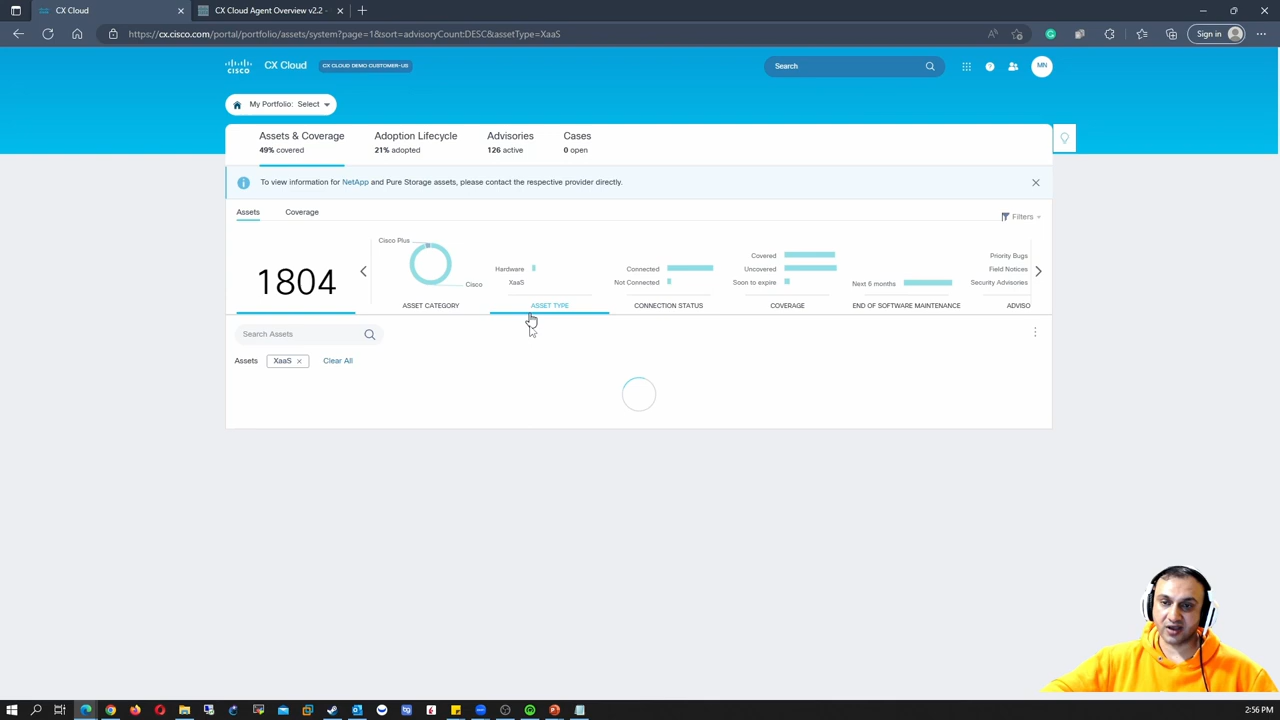 CX Cloud
CX Cloud Agent Overview v2.2 -
https://cx.cisco.com/portal/portfolio/assets/system?page=1&sort=advisoryCount:DESC&assetType=XaaS
Sign in
CISCO
CX Cloud
CX CLOUD DEMO CUSTOMER-US
Search
MN
My Portfolio: Select
Assets & Coverage
Adoption Lifecycle
Advisories
Cases
49% covered
21% adopted
126 active
0 open
To view information for NetApp and Pure Storage assets, please contact the respective provider directly.
Assets
Coverage
Filters
1804
Cisco Plus
Cisco
ASSET CATEGORY
Hardware
XaaS
ASSET TYPE
Connected
Not Connected
CONNECTION STATUS
Covered
Uncovered
Soon to expire
COVERAGE
Next 6 months
END OF SOFTWARE MAINTENANCE
Priority Bugs
Field Notices
Security Advisories
ADVISO
Search Assets
Assets
XaaS
Clear All
2:56 PM